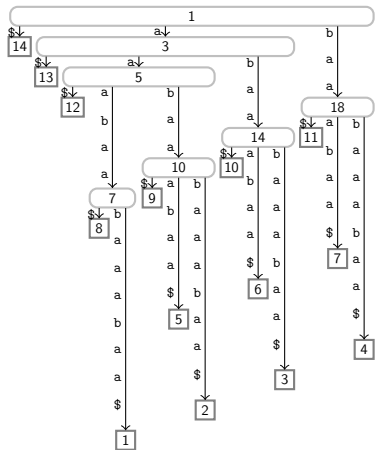 1
$ a b
14 3
$ a b a
13 5
$ a b a a
12 18
b a a $ a b
14 11
a a $ a b b a
10 10
a $ a b b a a a
7 9
$ b b a a a a a
8
a a a a a $ b
7
a a a $ b a
6
a $ b a a
5
b a a $
4
a a $
3
a $
2
$
1